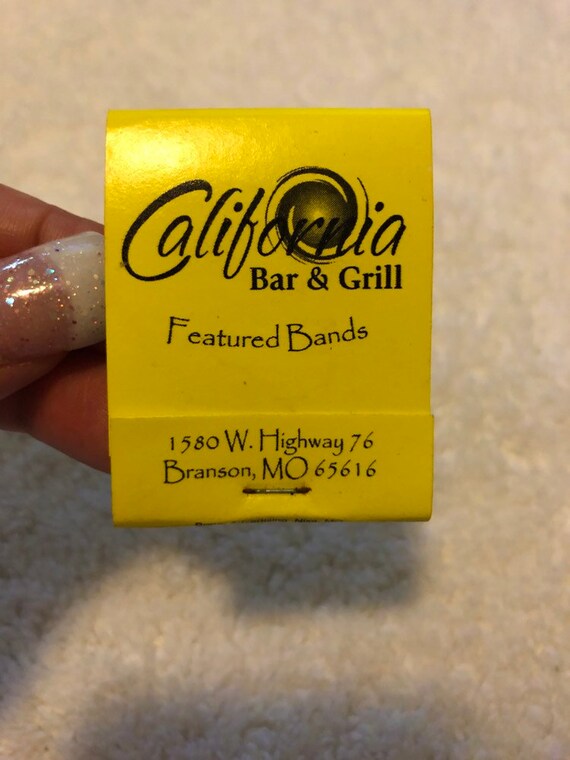 California
Bar & Grill
Featured Bands
1580 W. Highway 76
Branson, MO 65616